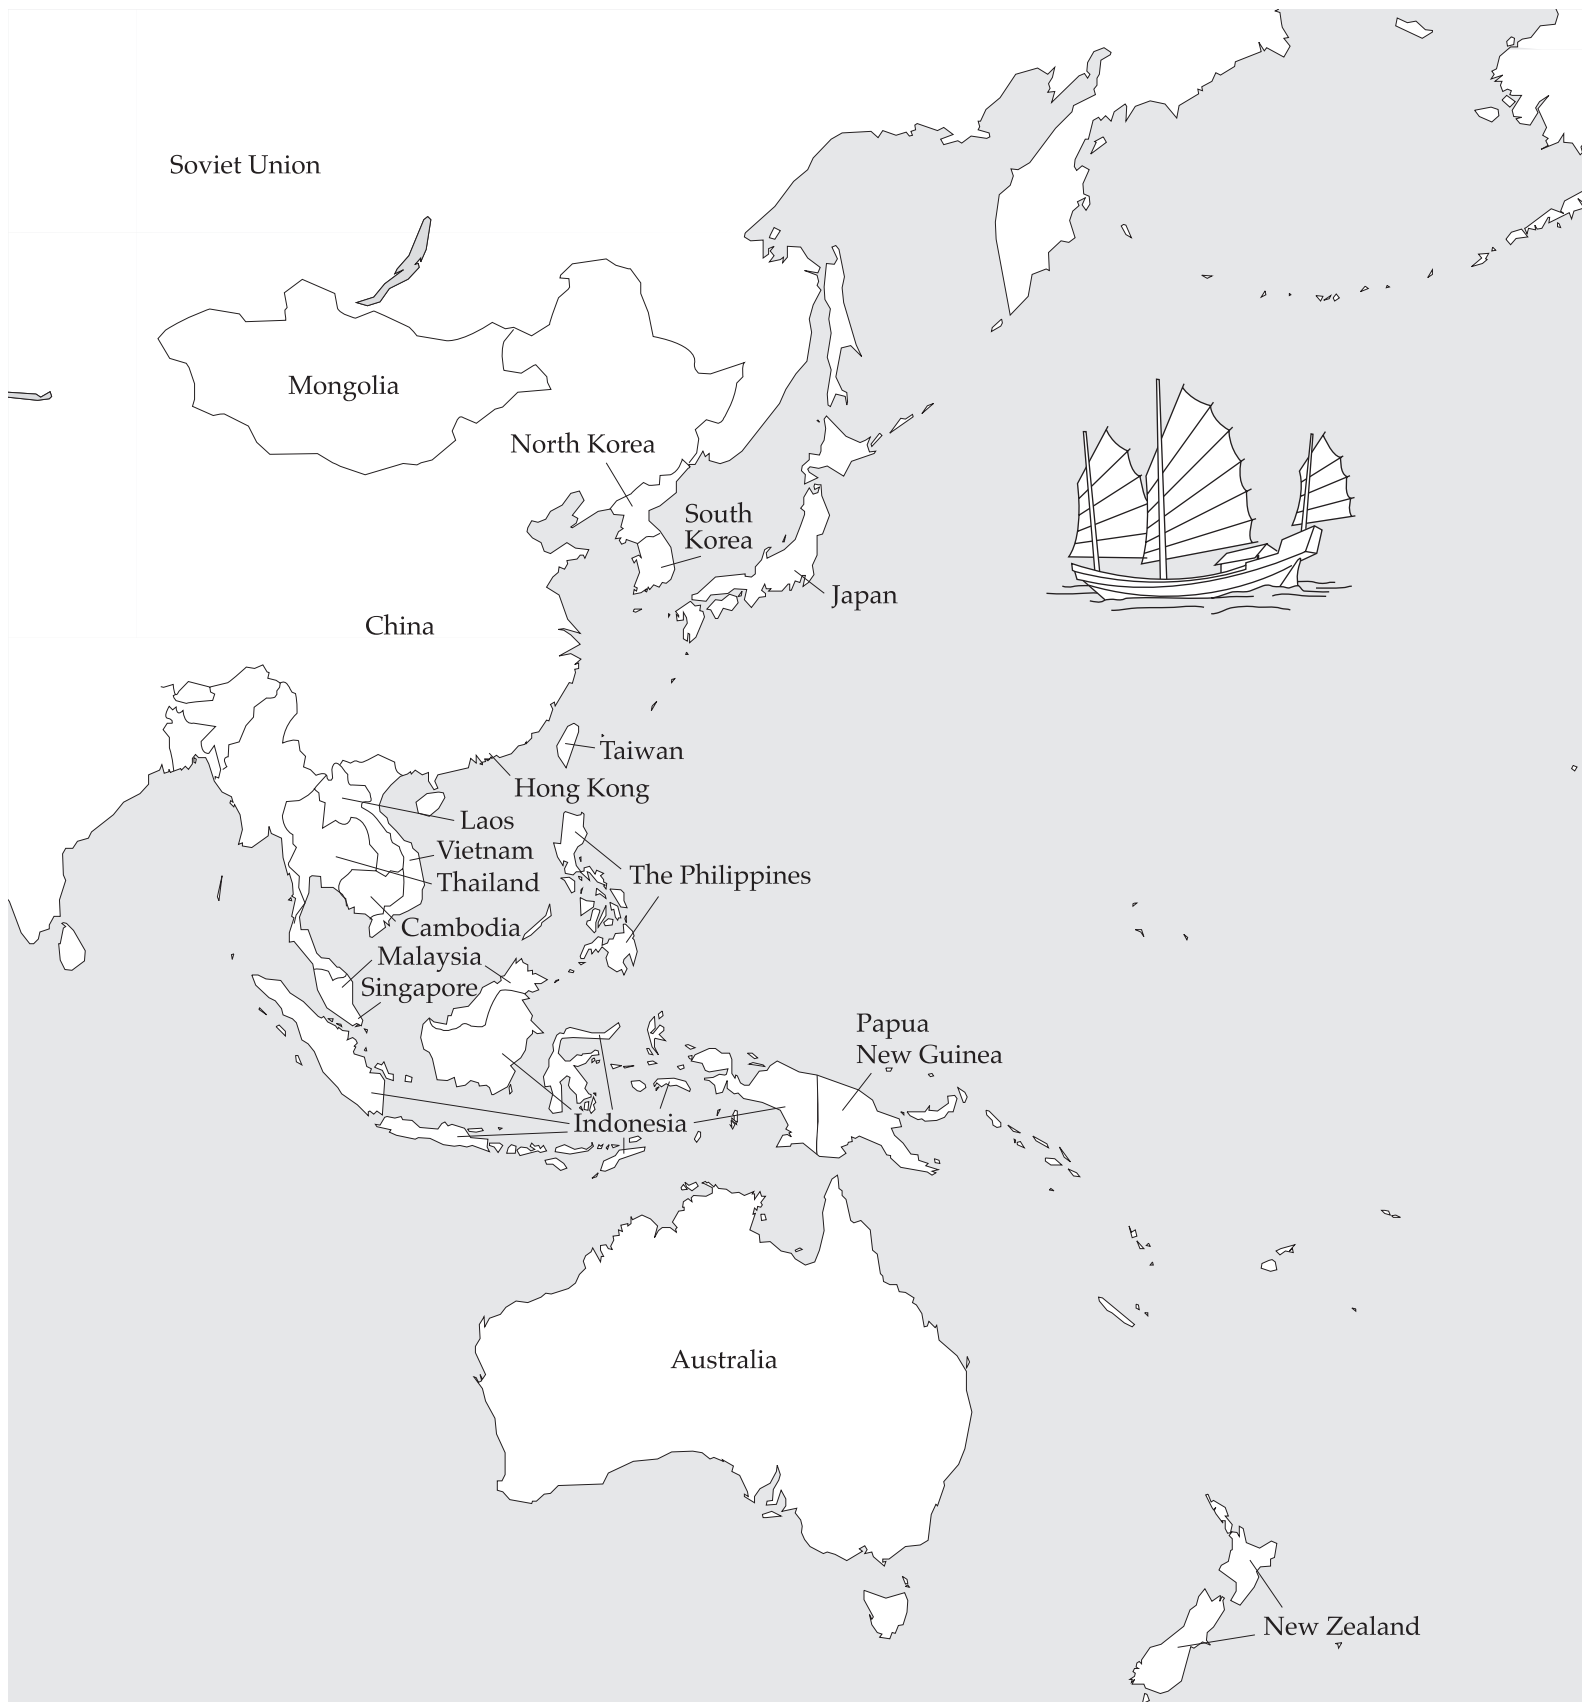 Soviet Union
Mongolia
North Korea
South
Korea
Japan
China
Taiwan
Hong Kong
Laos
Vietnam
The Philippines
Thailand
Cambodia
Malaysia
Singapore
Papua
New Guinea
Indonesia
Australia
New Zealand